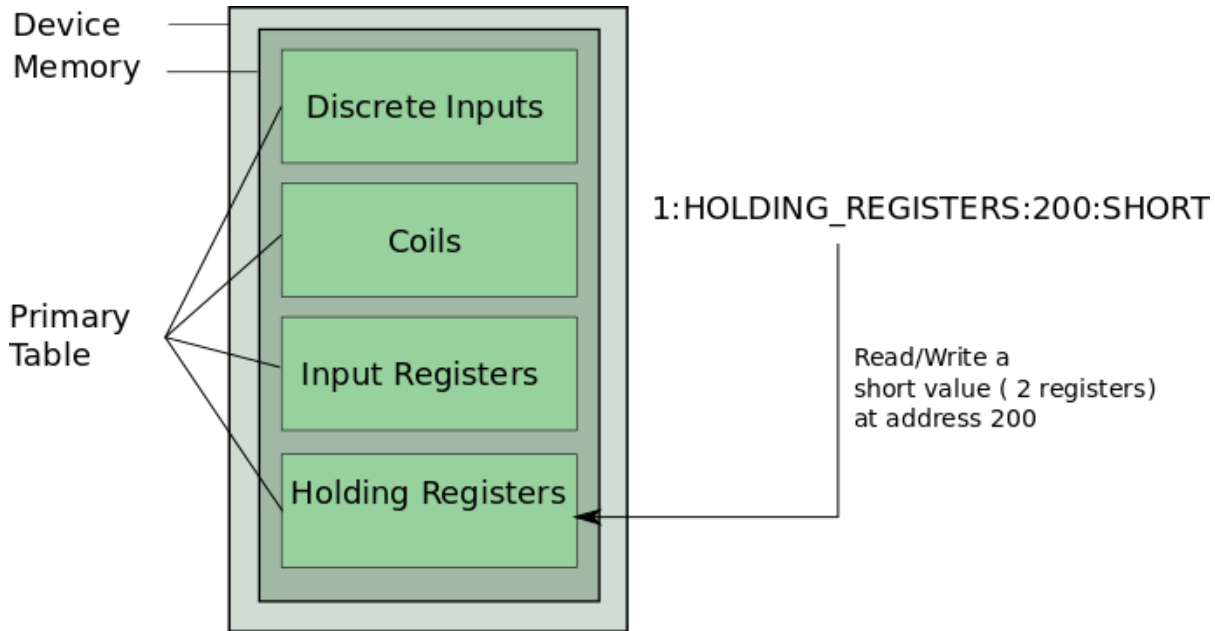 Device
Memory
Primary
Table
Discrete Inputs
Coils
Input Registers
Holding Registers
1:HOLDING_REGISTERS:200:SHORT
Read/Write a
short value ( 2 registers)
at address 200